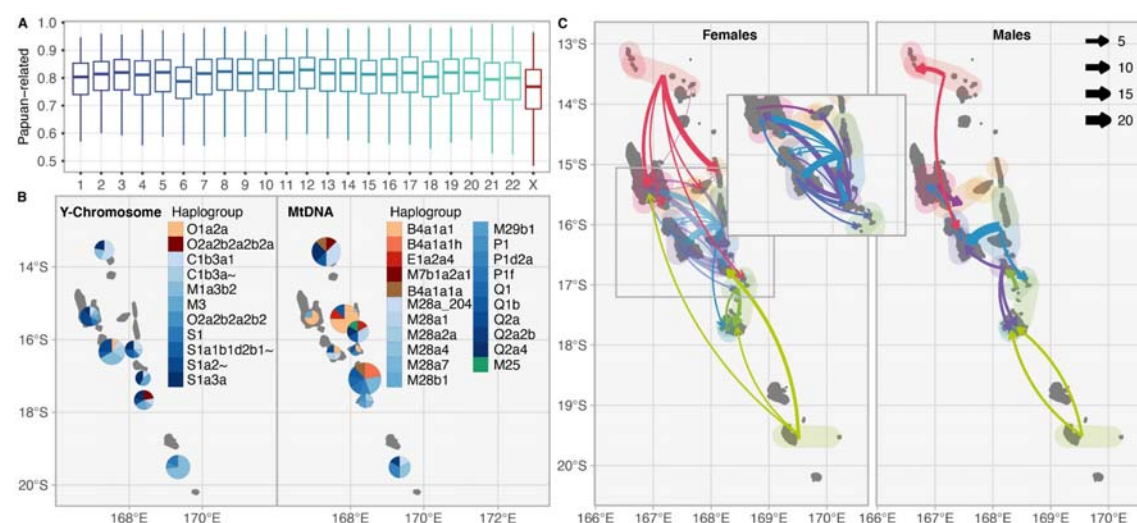 A
Papuan-related
1.0
0.9
0.8
0.7
0.6
0.5
1 2 3 4 5 6 7 8 9 10 11 12 13 14 15 16 17 18 19 20 21 22 X
B
Y-Chromosome Haplogroup
O1a2a
O2a2b2a2b2a
C1b3a1
C1b3a~
M1a3b2
M3
O2a2b2a2b2
S1
S1a1b1d2b1~
S1a2~
S1a3a
14°S
16°S
18°S
20°S
168°E 170°E
MtDNA Haplogroup
B4a1a1
B4a1a1h
E1a2a4
M7b1a2a1
B4a1a1a
M28a_204
M28a1
M28a2a
M28a4
M28a7
M28b1
M29b1
P1
P1d2a
P1f
Q1
Q1b
Q2a
Q2a2b
Q2a4
M25
168°E 170°E 172°E
C
Females
Males
13°S
14°S
15°S
16°S
17°S
18°S
19°S
20°S
166°E 167°E 168°E 169°E 170°E
166°E 167°E 168°E 169°E 170°E
5
10
15
20